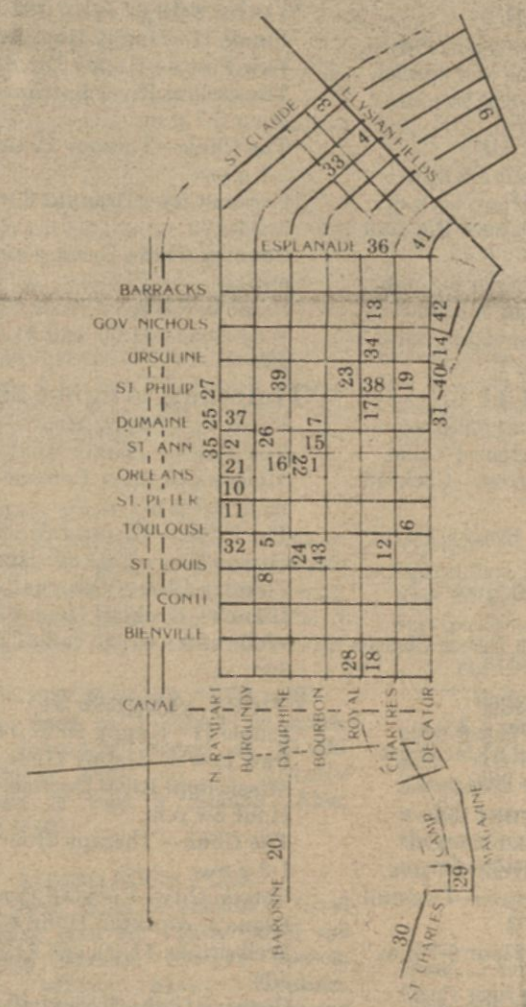 ST. CLAUDE
3
ELYSIAN FIELDS
4
9
33
ESPLANADE 36
41
BARRACKS
13
42
GOV NICHOLS
34
14
URSULINE
ST. PHILIP
27
39
23
38
19
40
DUMAINE
25
37
7
17
31
ST. ANN
35
2
26
15
ORLEANS
21
16
22
1
10
ST. PETER
11
TOULOUSE
6
32
5
24
43
12
ST. LOUIS
8
CONTI
BIENVILLE
28
18
CANAL
N RAMPART
BURGUNDY
DAUPHINE
BOURBON
ROYAL
CHARTRES
DECATUR
MAGAZINE
CAMP
BARONNE 20
29
30
ST CHARLES